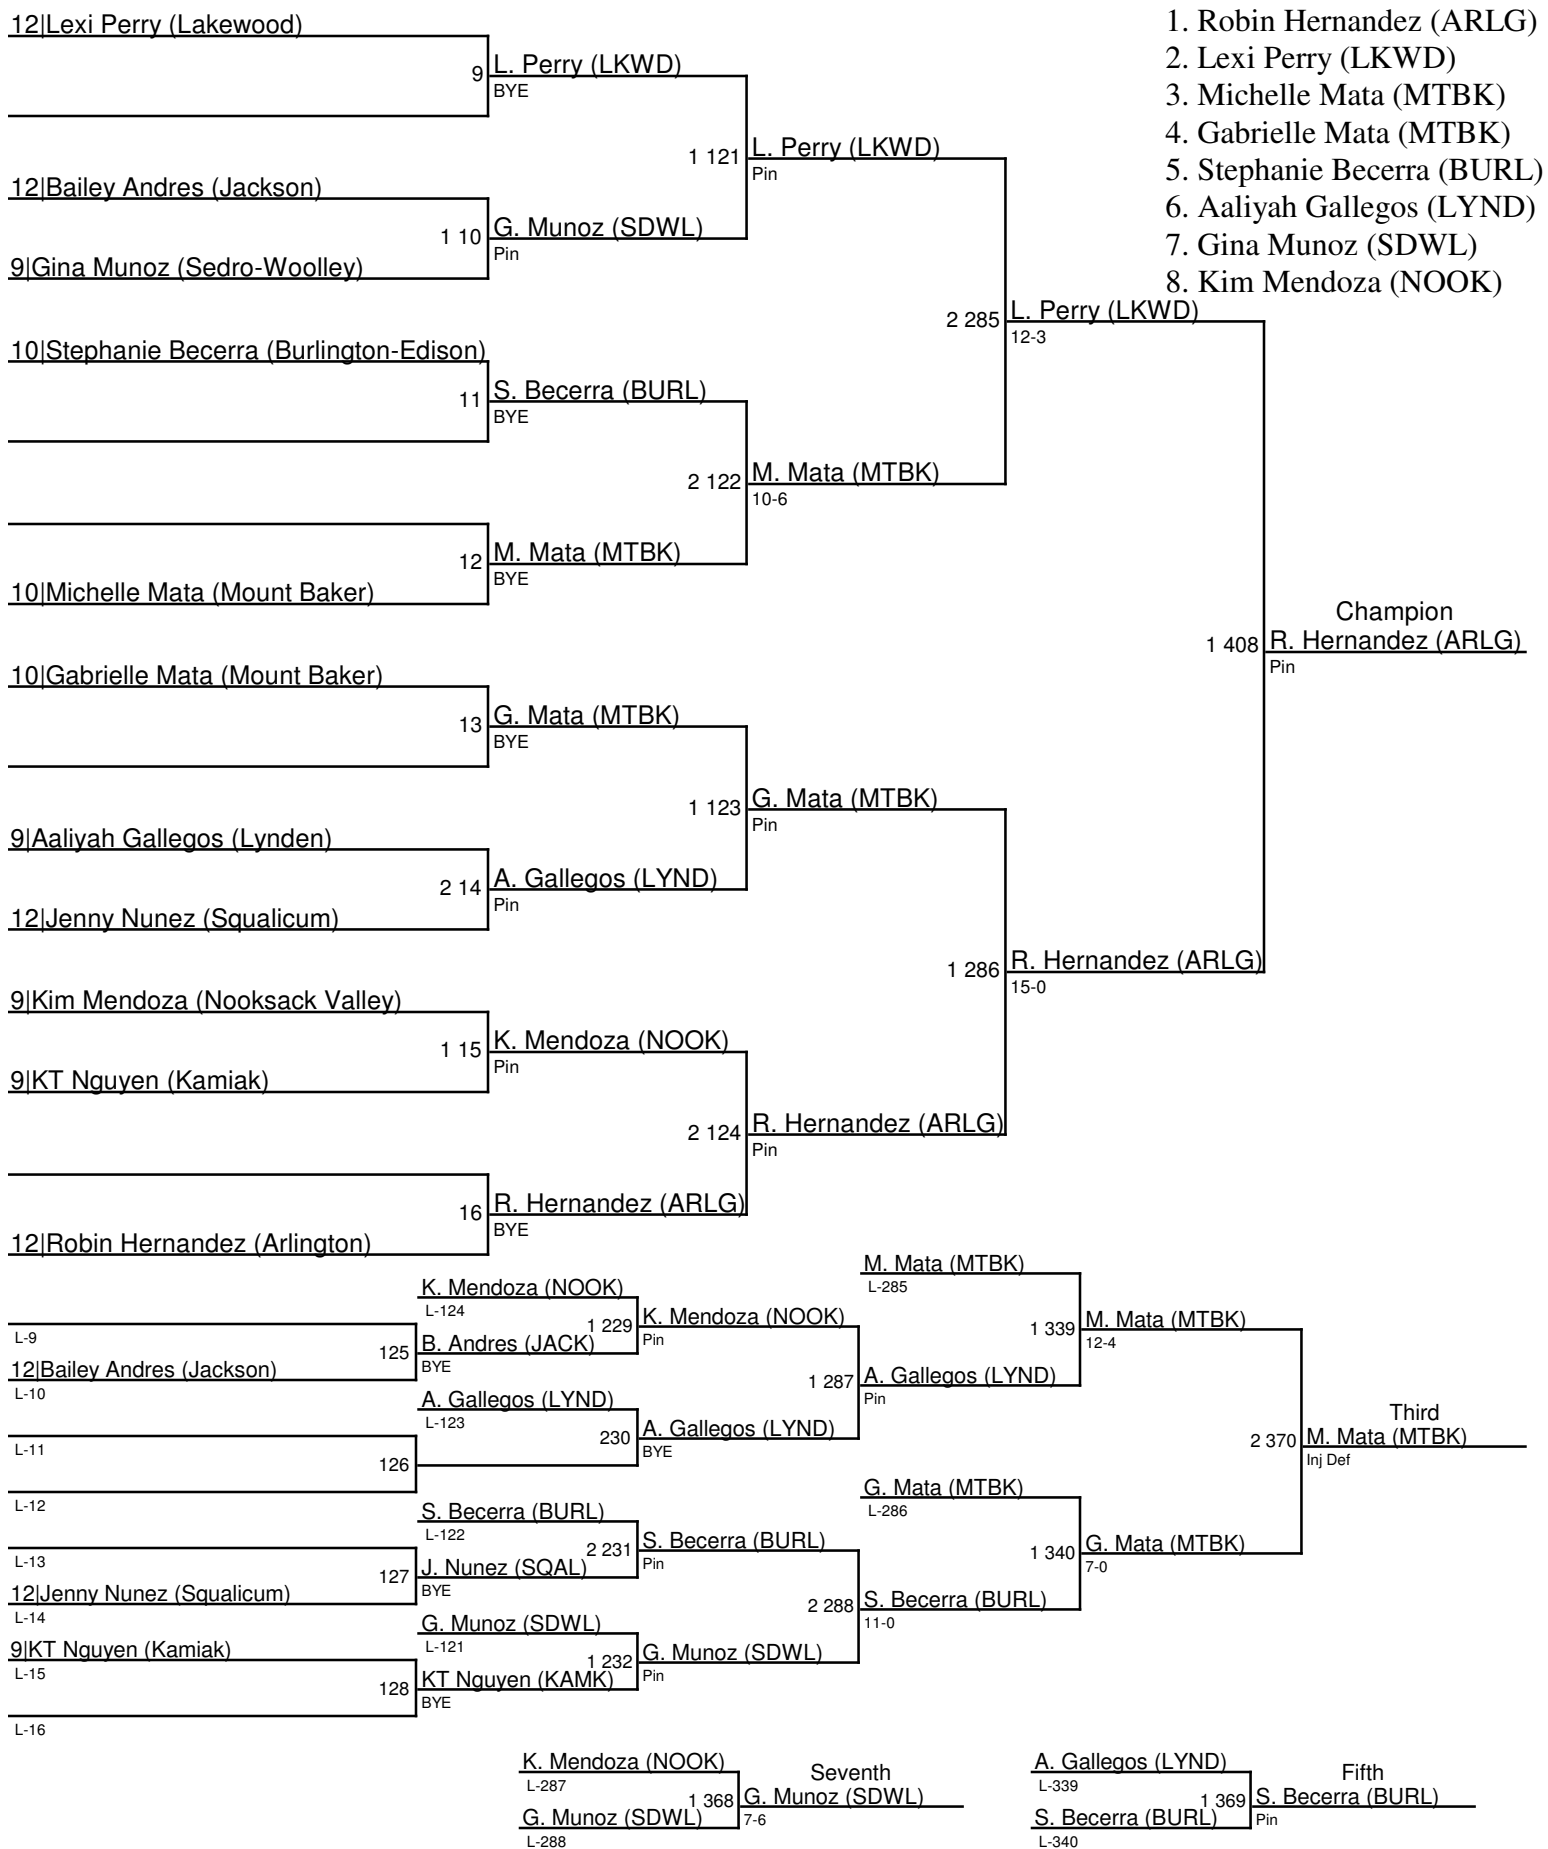 12|Lexi Perry (Lakewood)
9
L. Perry (LKWD)
BYE
1 121
L. Perry (LKWD)
Pin
12|Bailey Andres (Jackson)
1 10
G. Munoz (SDWL)
Pin
9|Gina Munoz (Sedro-Woolley)
1. Robin Hernandez (ARLG)
2. Lexi Perry (LKWD)
3. Michelle Mata (MTBK)
4. Gabrielle Mata (MTBK)
5. Stephanie Becerra (BURL)
6. Aaliyah Gallegos (LYND)
7. Gina Munoz (SDWL)
8. Kim Mendoza (NOOK)
2 285
L. Perry (LKWD)
12-3
10|Stephanie Becerra (Burlington-Edison)
11
S. Becerra (BURL)
BYE
2 122
M. Mata (MTBK)
10-6
12
M. Mata (MTBK)
BYE
10|Michelle Mata (Mount Baker)
Champion
1 408
R. Hernandez (ARLG)
Pin
10|Gabrielle Mata (Mount Baker)
13
G. Mata (MTBK)
BYE
1 123
G. Mata (MTBK)
Pin
9|Aaliyah Gallegos (Lynden)
2 14
A. Gallegos (LYND)
Pin
12|Jenny Nunez (Squalicum)
1 286
R. Hernandez (ARLG)
15-0
9|Kim Mendoza (Nooksack Valley)
1 15
K. Mendoza (NOOK)
Pin
9|KT Nguyen (Kamiak)
2 124
R. Hernandez (ARLG)
Pin
16
R. Hernandez (ARLG)
BYE
12|Robin Hernandez (Arlington)
M. Mata (MTBK)
L-285
K. Mendoza (NOOK)
L-124
1 229
K. Mendoza (NOOK)
Pin
L-9
125
B. Andres (JACK)
BYE
12|Bailey Andres (Jackson)
L-10
1 339
M. Mata (MTBK)
12-4
1 287
A. Gallegos (LYND)
Pin
A. Gallegos (LYND)
L-123
230
A. Gallegos (LYND)
BYE
L-11
126
L-12
Third
2 370
M. Mata (MTBK)
Inj Def
G. Mata (MTBK)
L-286
S. Becerra (BURL)
L-122
2 231
S. Becerra (BURL)
Pin
L-13
127
J. Nunez (SQAL)
BYE
12|Jenny Nunez (Squalicum)
L-14
1 340
G. Mata (MTBK)
7-0
2 288
S. Becerra (BURL)
11-0
G. Munoz (SDWL)
L-121
1 232
G. Munoz (SDWL)
Pin
9|KT Nguyen (Kamiak)
L-15
128
KT Nguyen (KAMK)
BYE
L-16
K. Mendoza (NOOK)
L-287
Seventh
1 368
G. Munoz (SDWL)
7-6
G. Munoz (SDWL)
L-288
A. Gallegos (LYND)
L-339
Fifth
1 369
S. Becerra (BURL)
Pin
S. Becerra (BURL)
L-340